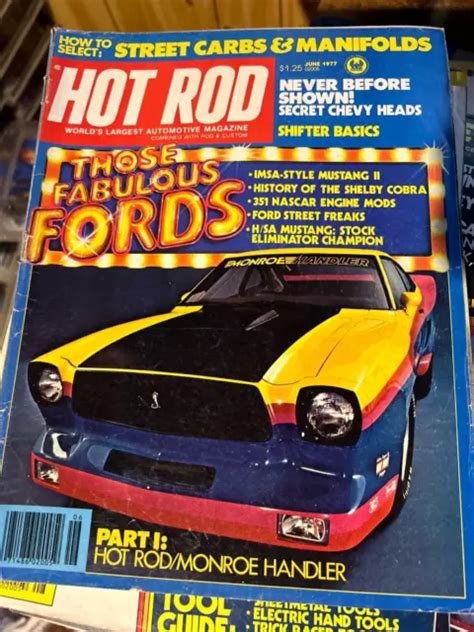 HOW TO
SELECT: STREET CARBS & MANIFOLDS
HOT ROD
WORLD'S LARGEST AUTOMOTIVE MAGAZINE
COMBINED WITH ROD & CUSTOM
$1.25 JUNE 1977
NEVER BEFORE
SHOWN!
SECRET CHEVY HEADS
SHIFTER BASICS
THOSE
FABULOUS
FORDS
• IMSA-STYLE MUSTANG II
• HISTORY OF THE SHELBY COBRA
• 351 NASCAR ENGINE MODS
• FORD STREET FREAKS
• H/SA MUSTANG: STOCK
ELIMINATOR CHAMPION
MONROE HANDLER
06
PART I:
HOT ROD/MONROE HANDLER
TOOL
GUIDE:
SHEETMETAL TOOLS
ELECTRIC HAND TOOLS